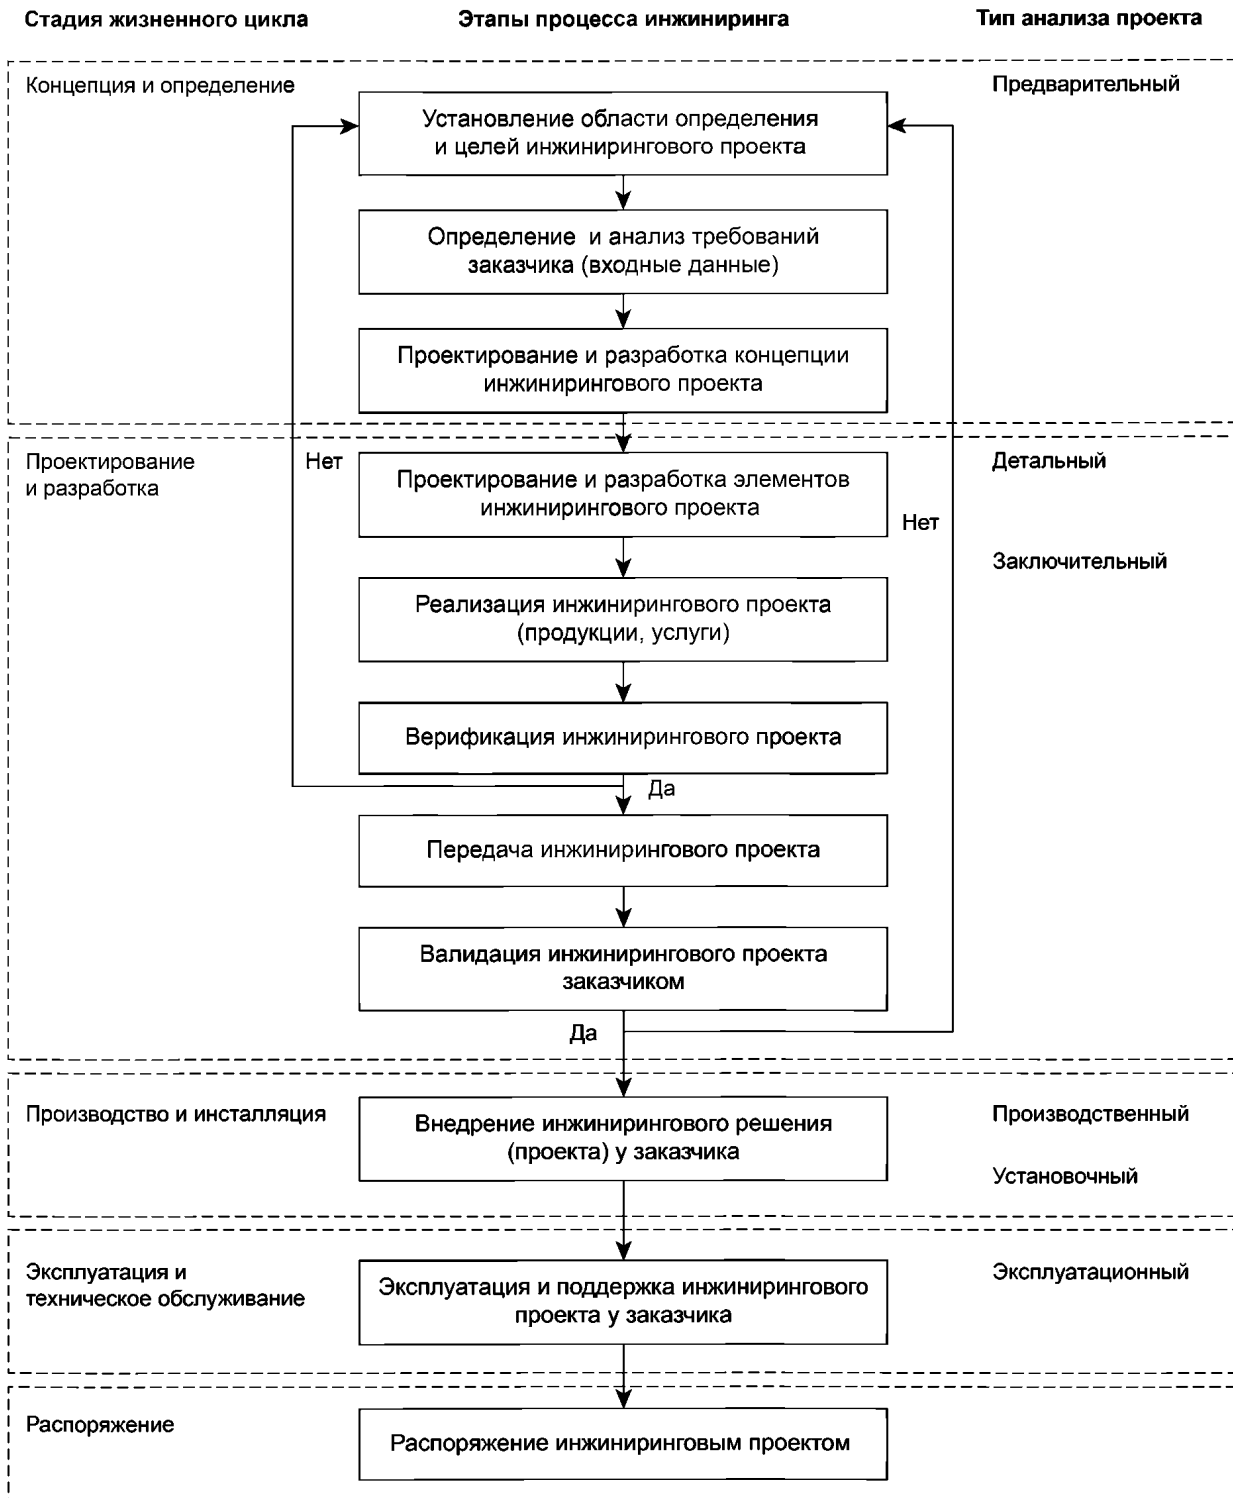 Стадия жизненного цикла
Этапы процесса инжиниринга
Тип анализа проекта
Концепция и определение
Предварительный
Установление области определения
и целей инжинирингового проекта
Определение и анализ требований
заказчика (входные данные)
Проектирование и разработка концепции
инжинирингового проекта
Проектирование
и разработка
Нет
Детальный
Проектирование и разработка элементов
инжинирингового проекта
Нет
Заключительный
Реализация инжинирингового проекта
(продукции, услуги)
Верификация инжинирингового проекта
Да
Передача инжинирингового проекта
Валидация инжинирингового проекта
заказчиком
Да
Производство и инсталляция
Производственный
Внедрение инжинирингового решения
(проекта) у заказчика
Установочный
Эксплуатация и
техническое обслуживание
Эксплуатационный
Эксплуатация и поддержка инжинирингового
проекта у заказчика
Распоряжение
Распоряжение инжиниринговым проектом